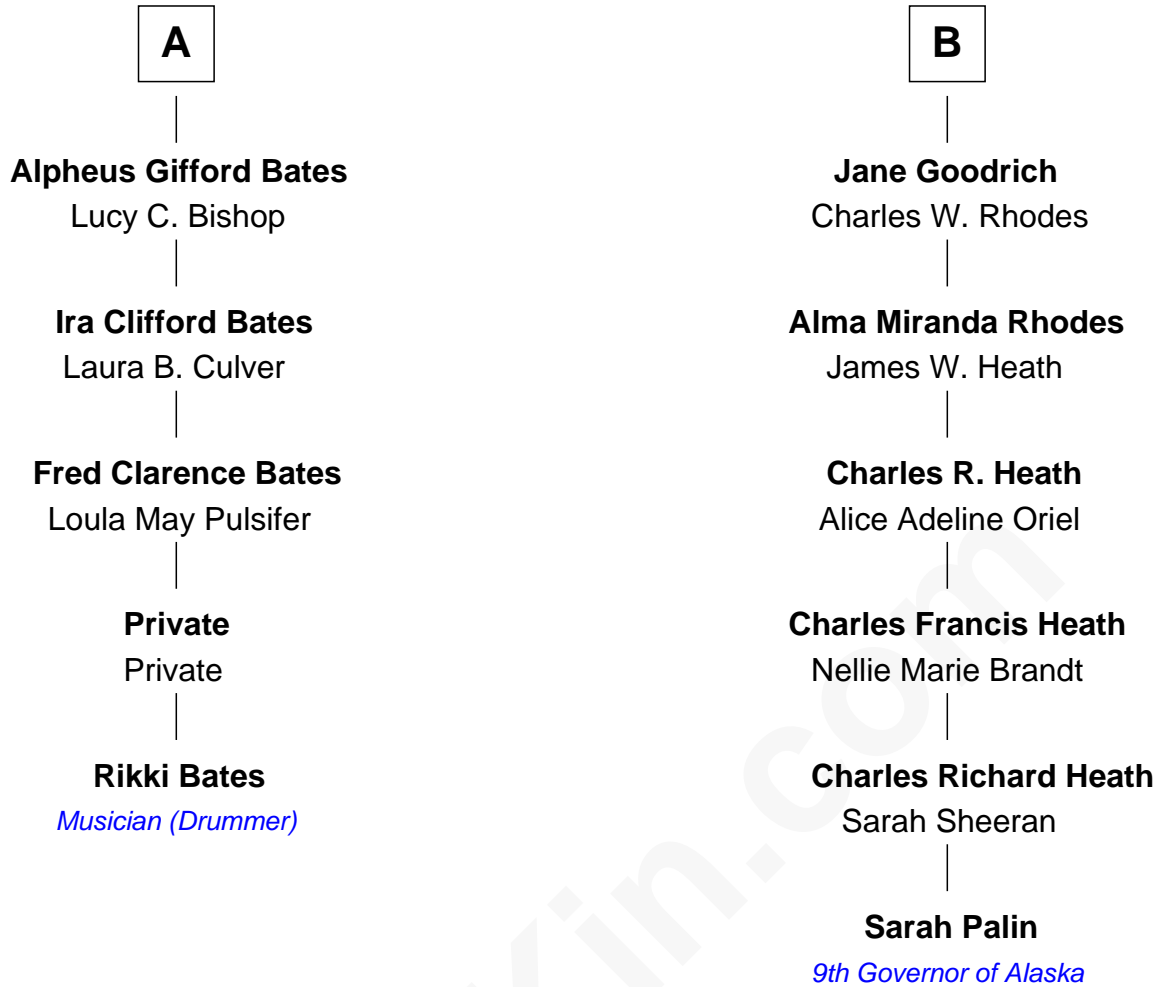 A
Alpheus Gifford Bates
Lucy C. Bishop
Ira Clifford Bates
Laura B. Culver
Fred Clarence Bates
Loula May Pulsifer
Private
Private
Rikki Bates
Musician (Drummer)
B
Jane Goodrich
Charles W. Rhodes
Alma Miranda Rhodes
James W. Heath
Charles R. Heath
Alice Adeline Oriel
Charles Francis Heath
Nellie Marie Brandt
Charles Richard Heath
Sarah Sheeran
Sarah Palin
9th Governor of Alaska
Kin.com